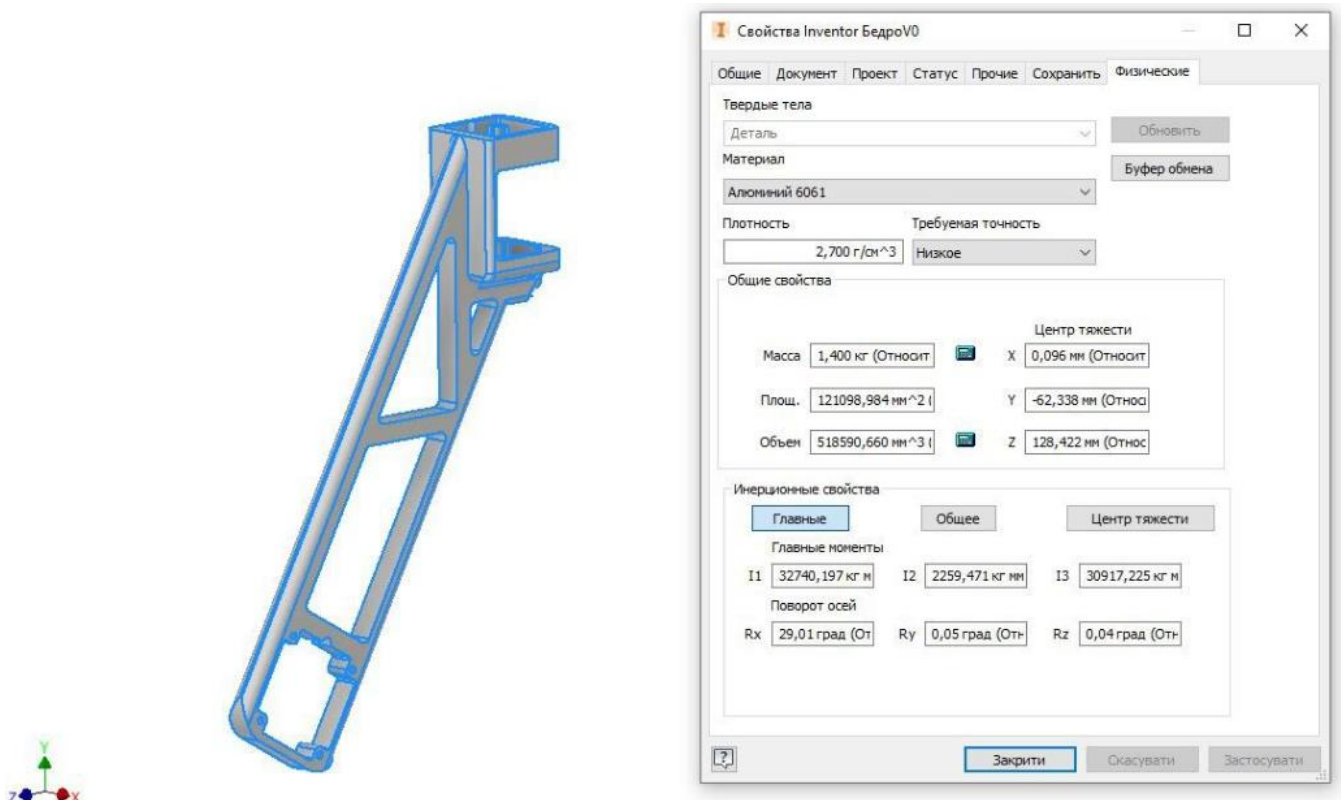 Свойства Inventor БедроV0
Общие Документ Проект Статус Прочие Сохранить Физические
Твердые тела
Деталь
Обновить
Материал
Буфер обмена
Алюминий 6061
Плотность Требуемая точность
2,700 г/см^3 Низкое
Общие свойства
Центр тяжести
Масса 1,400 кг (Относит X 0,096 мм (Относит
Площ. 121098,984 мм^2 ( Y -62,338 мм (Относ
Объем 518590,660 мм^3 ( Z 128,422 мм (Относ
Инерционные свойства
Главные Общее Центр тяжести
Главные моменты
I1 32740,197 кг м I2 2259,471 кг мм I3 30917,225 кг м
Поворот осей
Rx 29,01 град (От Ry 0,05 град (Отн Rz 0,04 град (Отн
? Закрити Скасувати Застосувати
Y
Z X